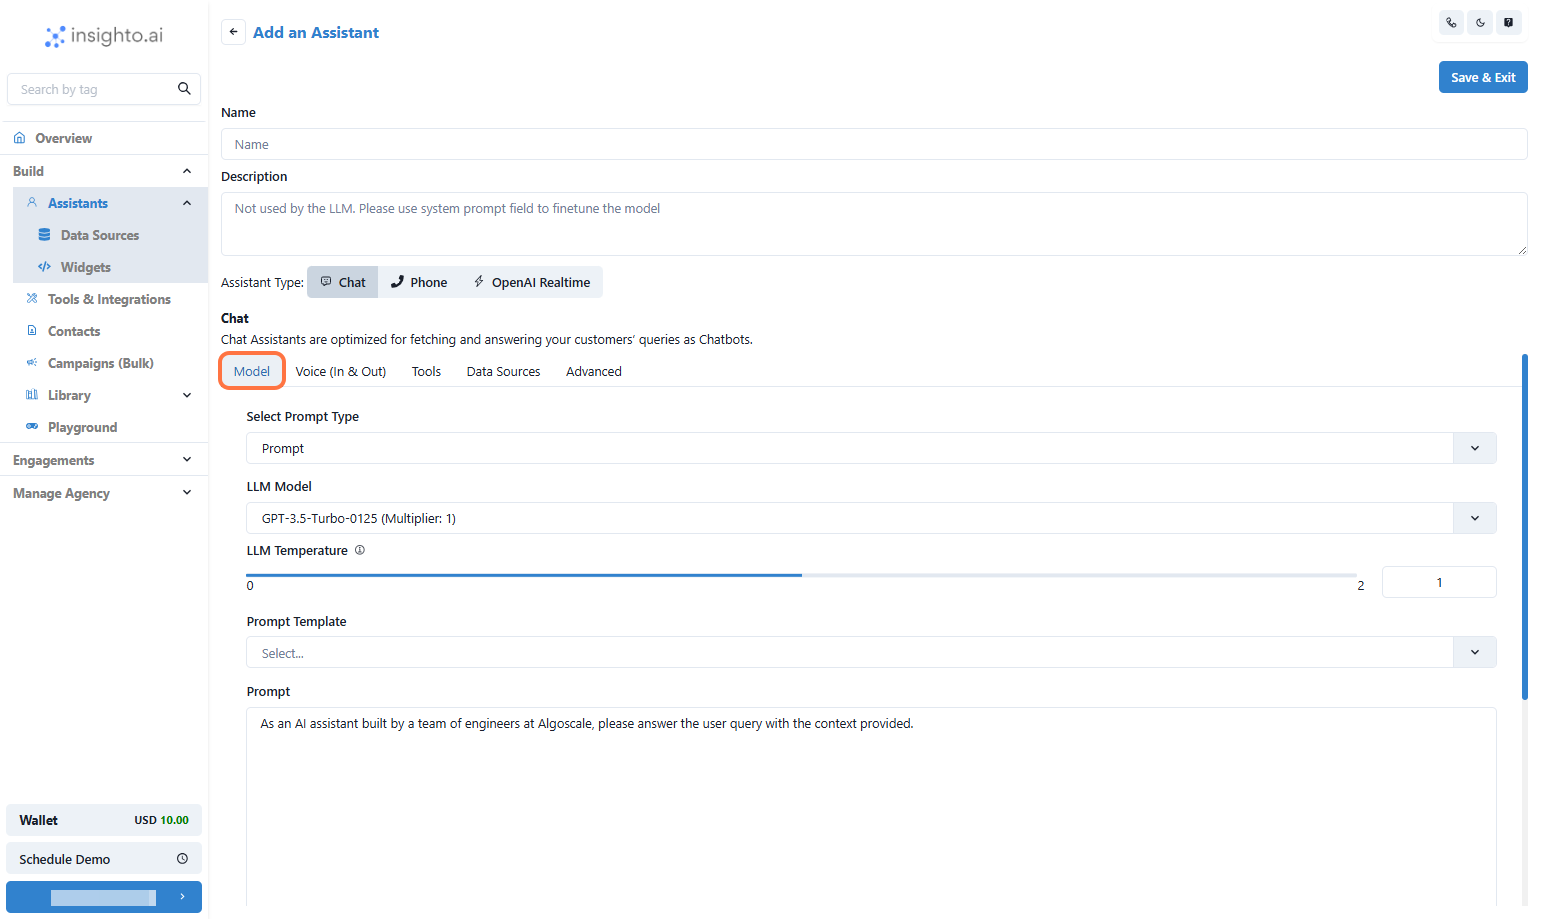 insighto.ai
Search by tag
Overview
Build
Assistants
Data Sources
Widgets
Tools & Integrations
Contacts
Campaigns (Bulk)
Library
Playground
Engagements
Manage Agency
Wallet USD 10.00
Schedule Demo
Add an Assistant
Save & Exit
Name
Name
Description
Not used by the LLM. Please use system prompt field to finetune the model
Assistant Type: Chat Phone OpenAI Realtime
Chat
Chat Assistants are optimized for fetching and answering your customers’ queries as Chatbots.
Model Voice (In & Out) Tools Data Sources Advanced
Select Prompt Type
Prompt
LLM Model
GPT-3.5-Turbo-0125 (Multiplier: 1)
LLM Temperature
0 2 1
Prompt Template
Select...
Prompt
As an AI assistant built by a team of engineers at Algoscale, please answer the user query with the context provided.